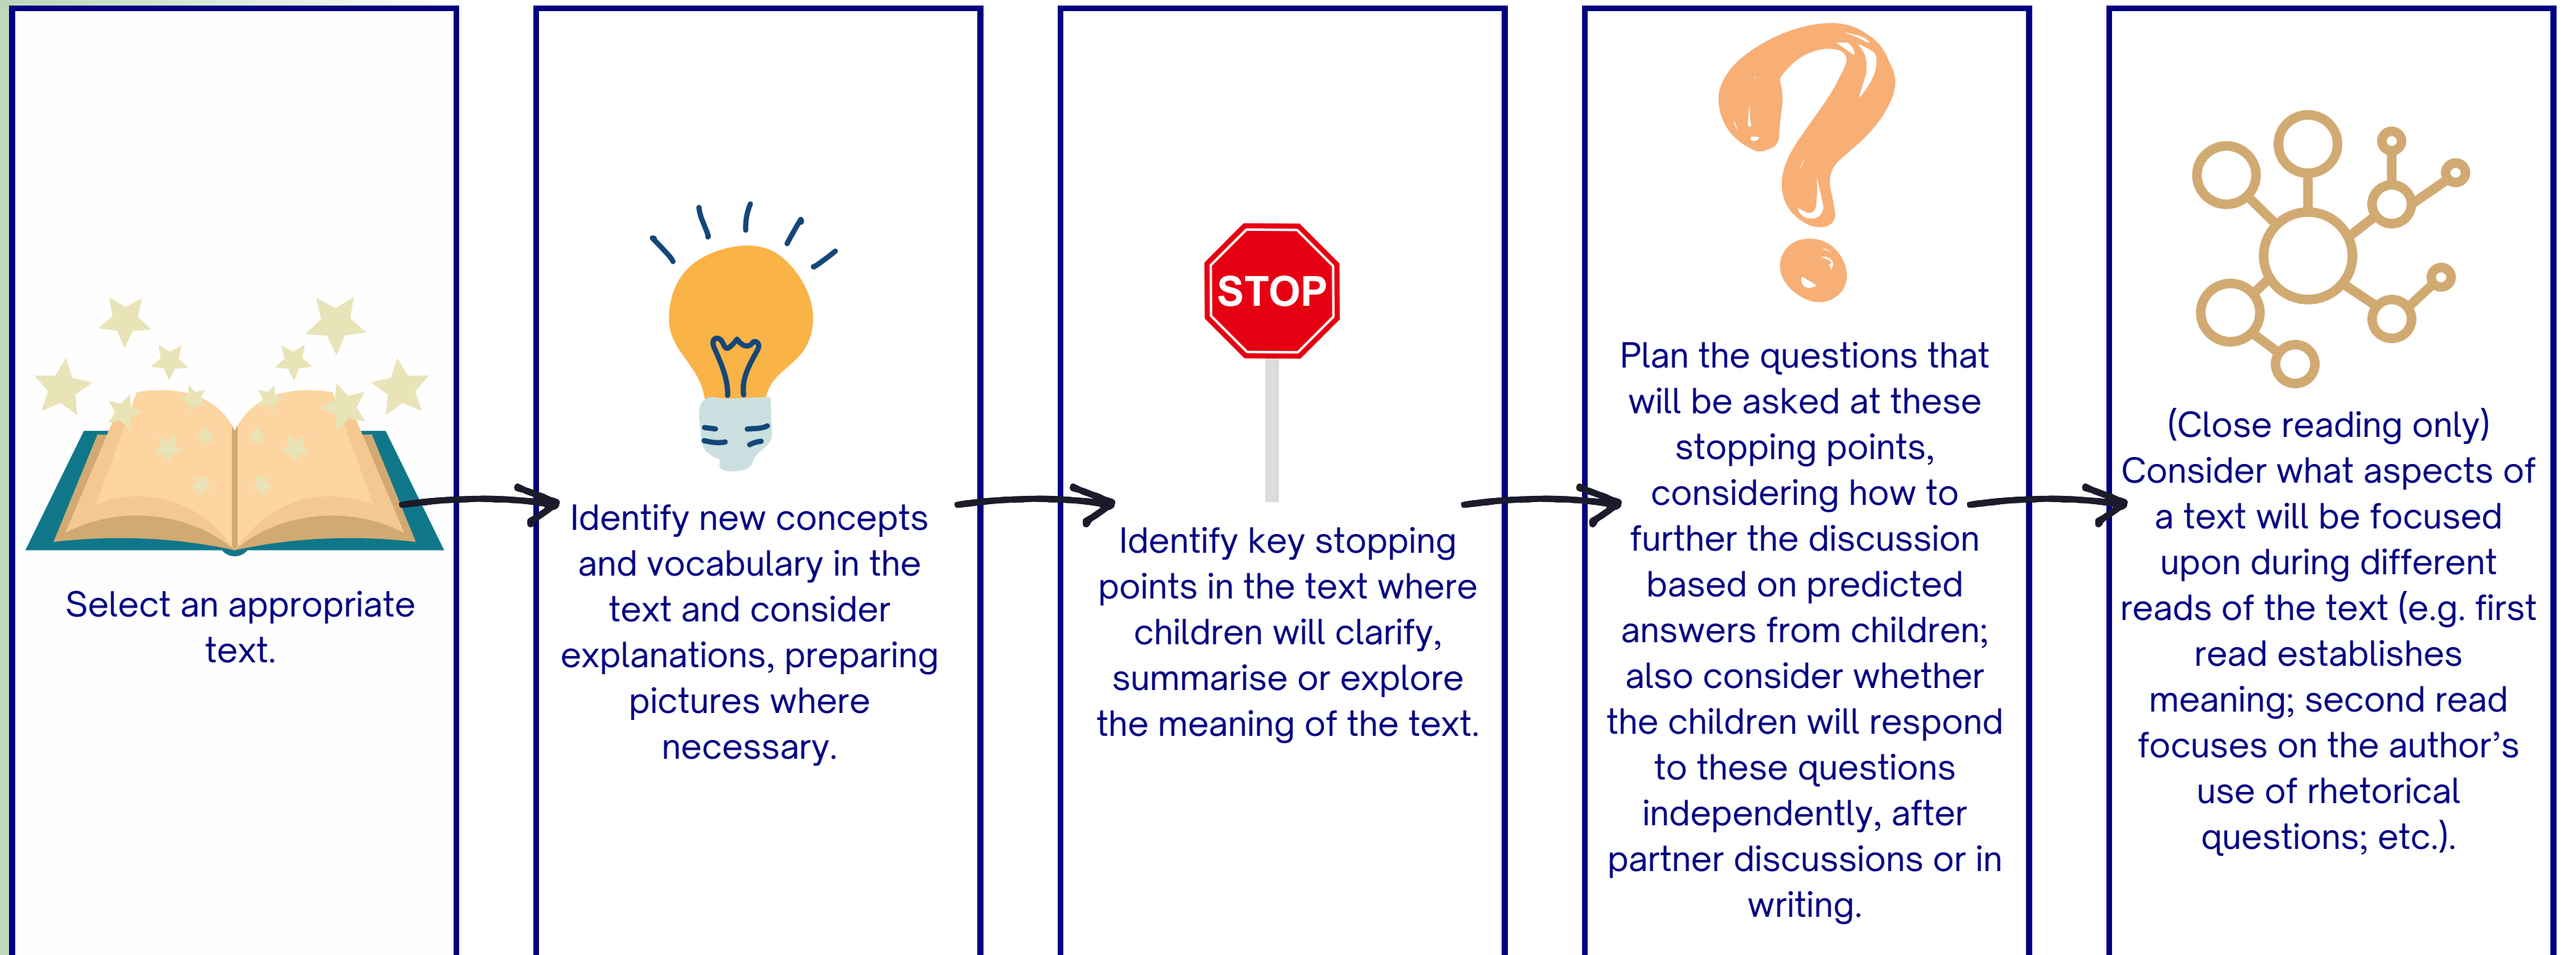 Select an appropriate
text.
Identify new concepts
and vocabulary in the
text and consider
explanations, preparing
pictures where
necessary.
STOP
Identify key stopping
points in the text where
children will clarify,
summarise or explore
the meaning of the text.
Plan the questions that
will be asked at these
stopping points,
considering how to
further the discussion
based on predicted
answers from children;
also consider whether
the children will respond
to these questions
independently, after
partner discussions or in
writing.
(Close reading only)
Consider what aspects of
a text will be focused
upon during different
reads of the text (e.g. first
read establishes
meaning; second read
focuses on the author's
use of rhetorical
questions; etc.).